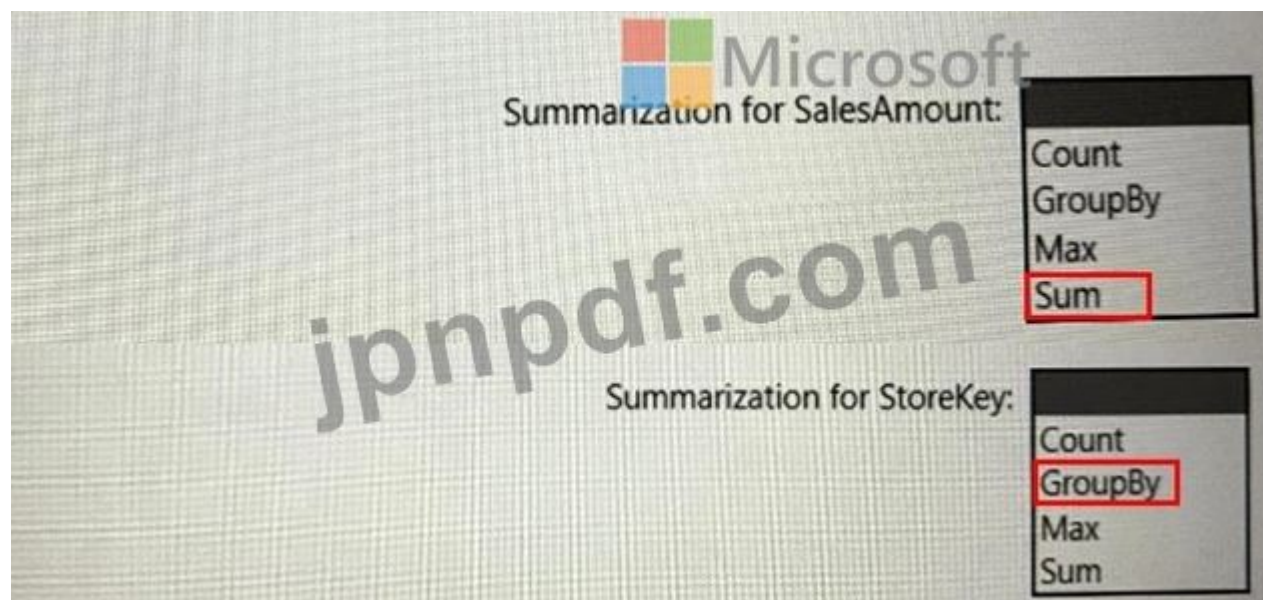 Microsoft
Summarization for SalesAmount:
Count
GroupBy
Max
Sum
jpnpdf.com
Summarization for StoreKey:
Count
GroupBy
Max
Sum